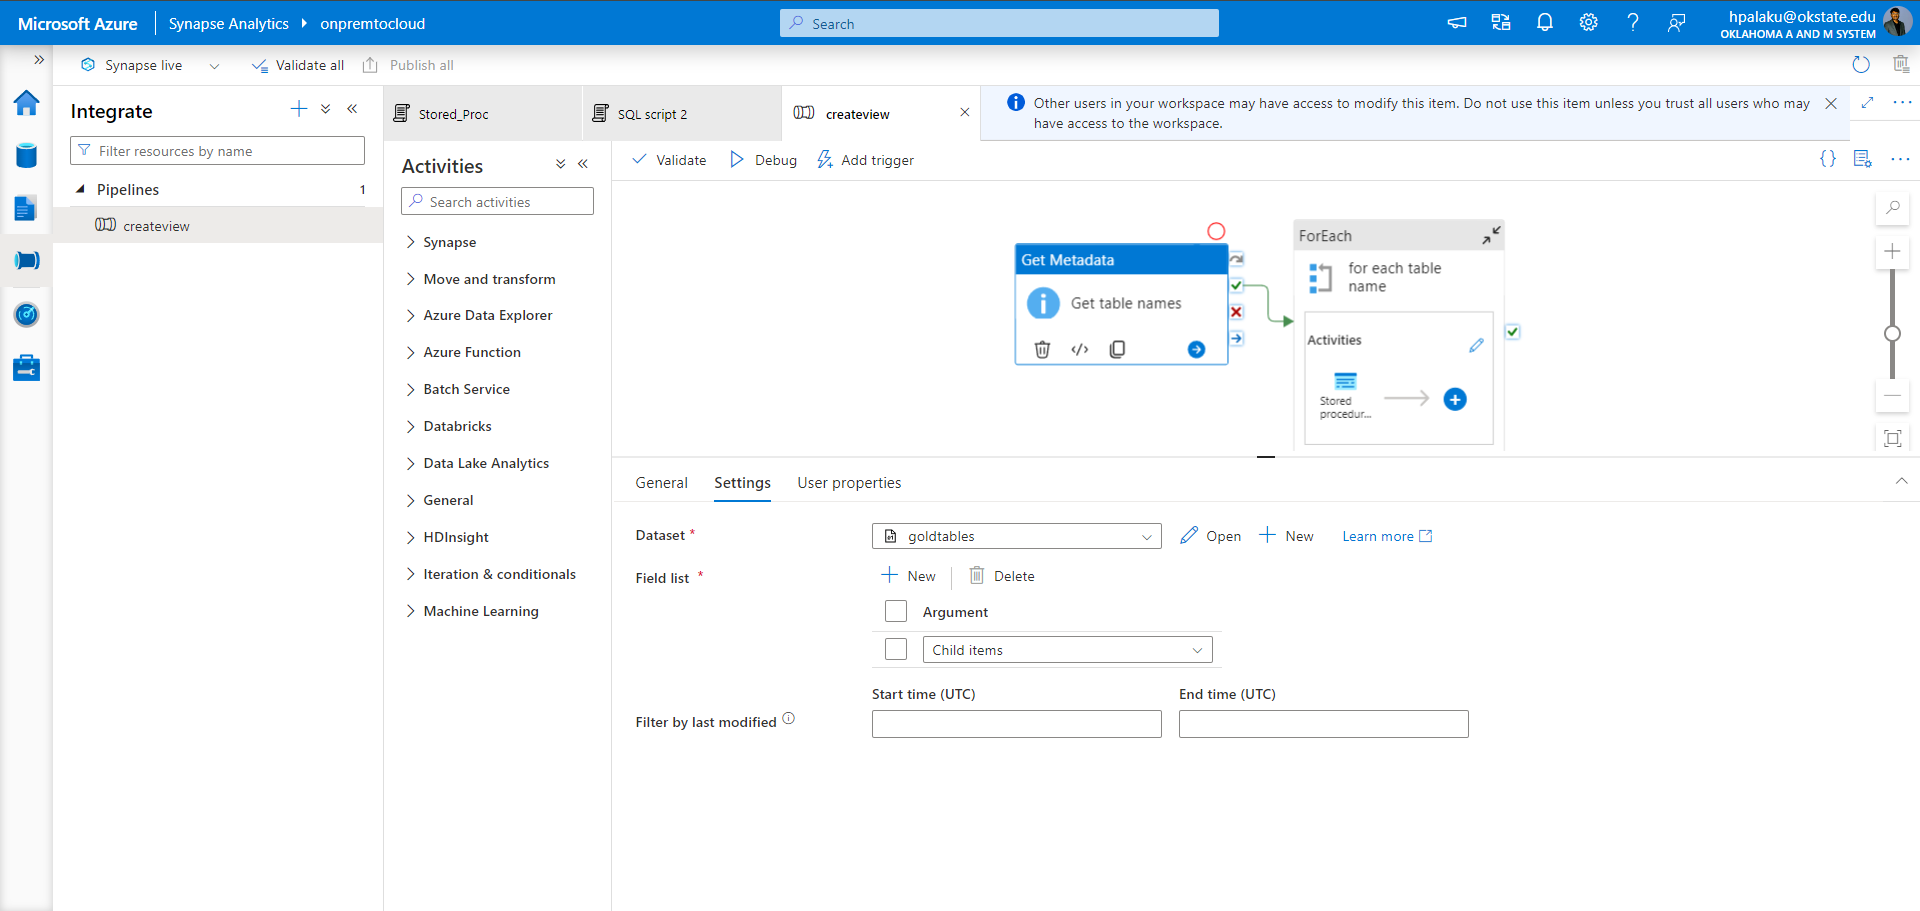 Microsoft Azure
Synapse Analytics
onpremtocloud
Search
hpalaku@okstate.edu
OKLAHOMA A AND M SYSTEM
Synapse live
Validate all
Publish all
Integrate
Filter resources by name
Pipelines
1
createview
Stored_Proc
SQL script 2
createview
Other users in your workspace may have access to modify this item. Do not use this item unless you trust all users who may
have access to the workspace.
Activities
Search activities
Synapse
Move and transform
Azure Data Explorer
Azure Function
Batch Service
Databricks
Data Lake Analytics
General
HDInsight
Iteration & conditionals
Machine Learning
Validate
Debug
Add trigger
Get Metadata
Get table names
ForEach
for each table
name
Activities
Stored
procedur...
General
Settings
User properties
Dataset *
goldtables
Open
New
Learn more
Field list *
New
Delete
Argument
Child items
Start time (UTC)
End time (UTC)
Filter by last modified